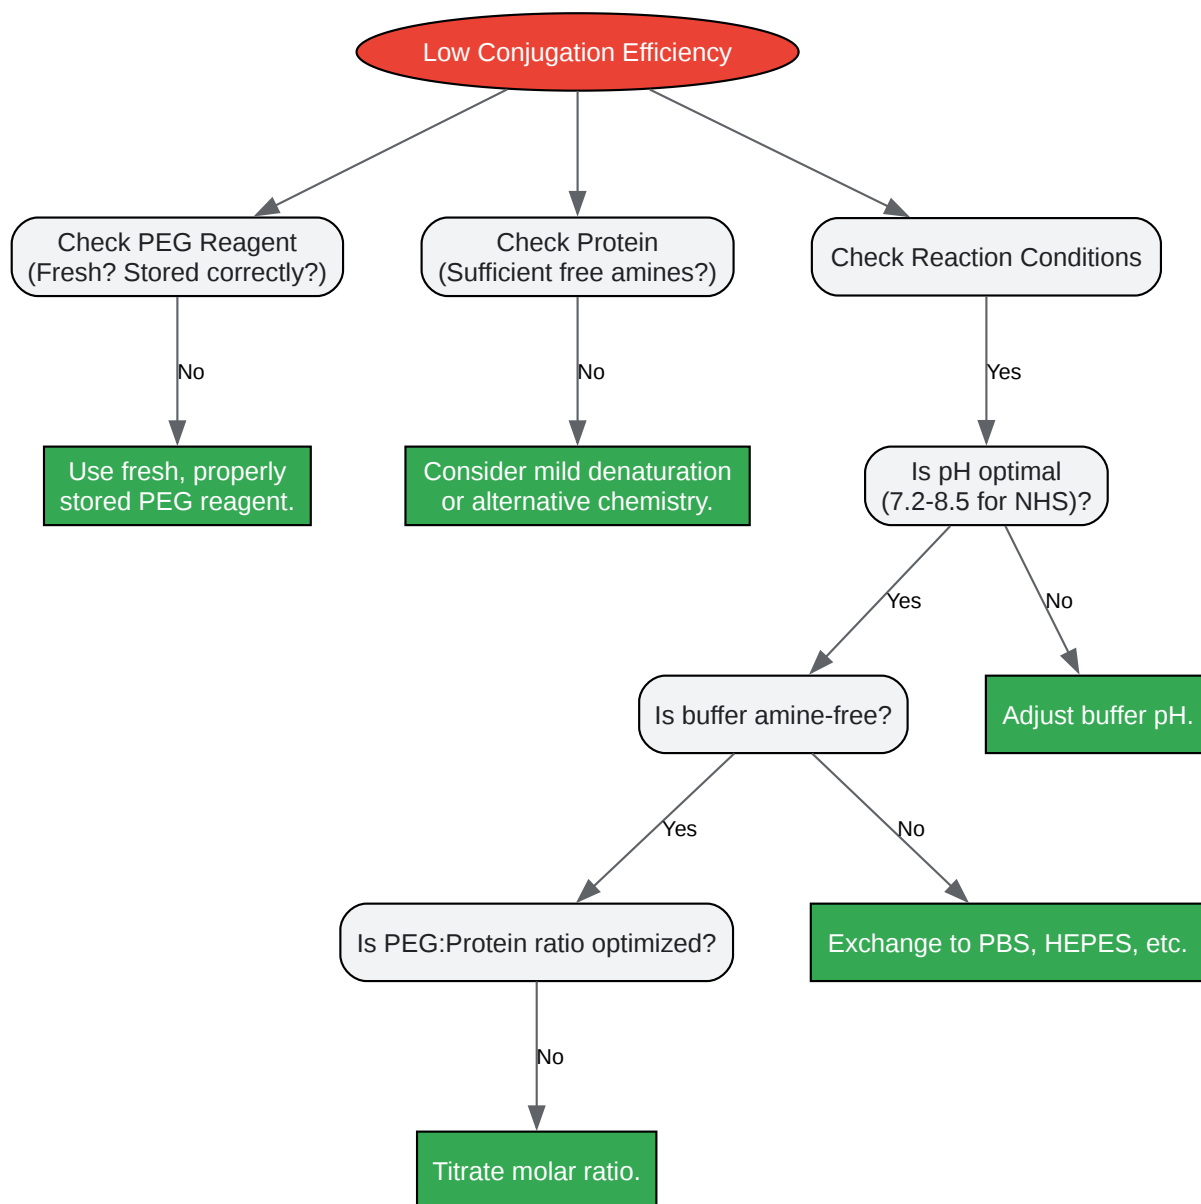 Low Conjugation Efficiency
Check PEG Reagent
(Fresh? Stored correctly?)
Check Protein
(Sufficient free amines?)
Check Reaction Conditions
No
No
Yes
Use fresh, properly
stored PEG reagent.
Consider mild denaturation
or alternative chemistry.
Is pH optimal
(7.2-8.5 for NHS)?
Yes
No
Is buffer amine-free?
Adjust buffer pH.
Yes
No
Is PEG:Protein ratio optimized?
Exchange to PBS, HEPES, etc.
No
Titrate molar ratio.